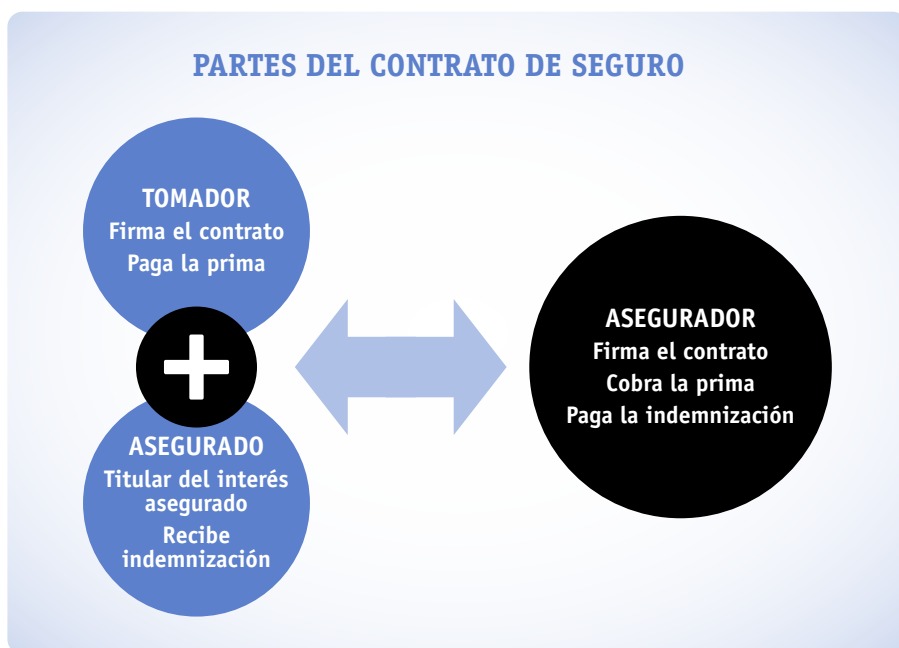 PARTES DEL CONTRATO DE SEGURO
TOMADOR
Firma el contrato
Paga la prima
ASEGURADO
Titular del interés
asegurado
Recibe
indemnización
ASEGURADOR
Firma el contrato
Cobra la prima
Paga la indemnización